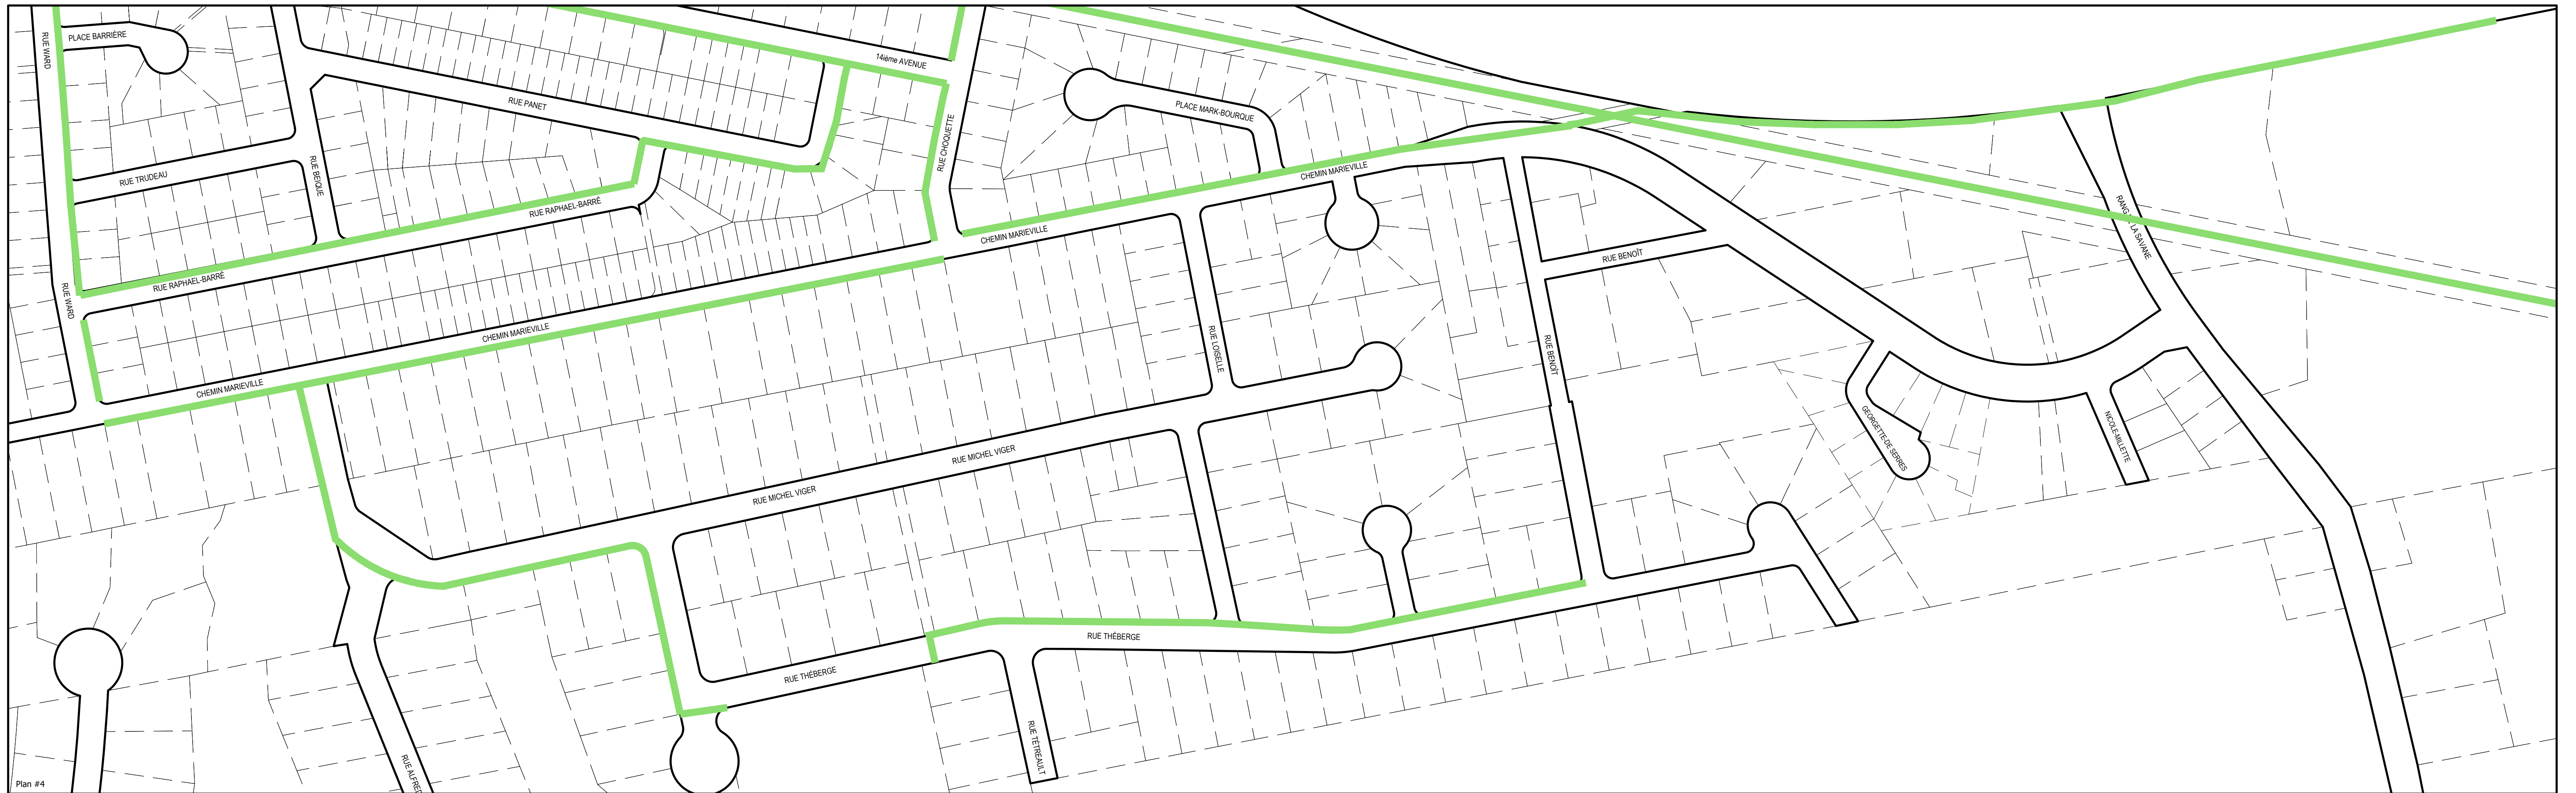 RUE WARD
PLACE BARRIÈRE
14ième AVENUE
RUE PANET
PLACE MARK-BOURQUE
RUE CHOQUETTE
RUE TRUDEAU
RUE BEIQUE
CHEMIN MARIEVILLE
RUE RAPHAEL-BARRÉ
CHEMIN MARIEVILLE
RANG LA SAVANE
RUE BENOÎT
RUE RAPHAEL-BARRÉ
RUE WARD
CHEMIN MARIEVILLE
RUE LOISELLE
RUE BENOÎT
CHEMIN MARIEVILLE
GEORGETTE-DE SERRES
NICOLE-MILLETTE
RUE MICHEL VIGER
RUE MICHEL VIGER
RUE THÉBERGE
RUE THÉBERGE
RUE TÉTREAULT
RUE ALFRED
Plan #4